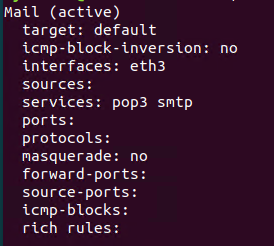 Mail (active)
target: default
icmp-block-inversion: no
interfaces: eth3
sources:
services: pop3 smtp
ports:
protocols:
masquerade: no
forward-ports:
source-ports:
icmp-blocks:
rich rules: